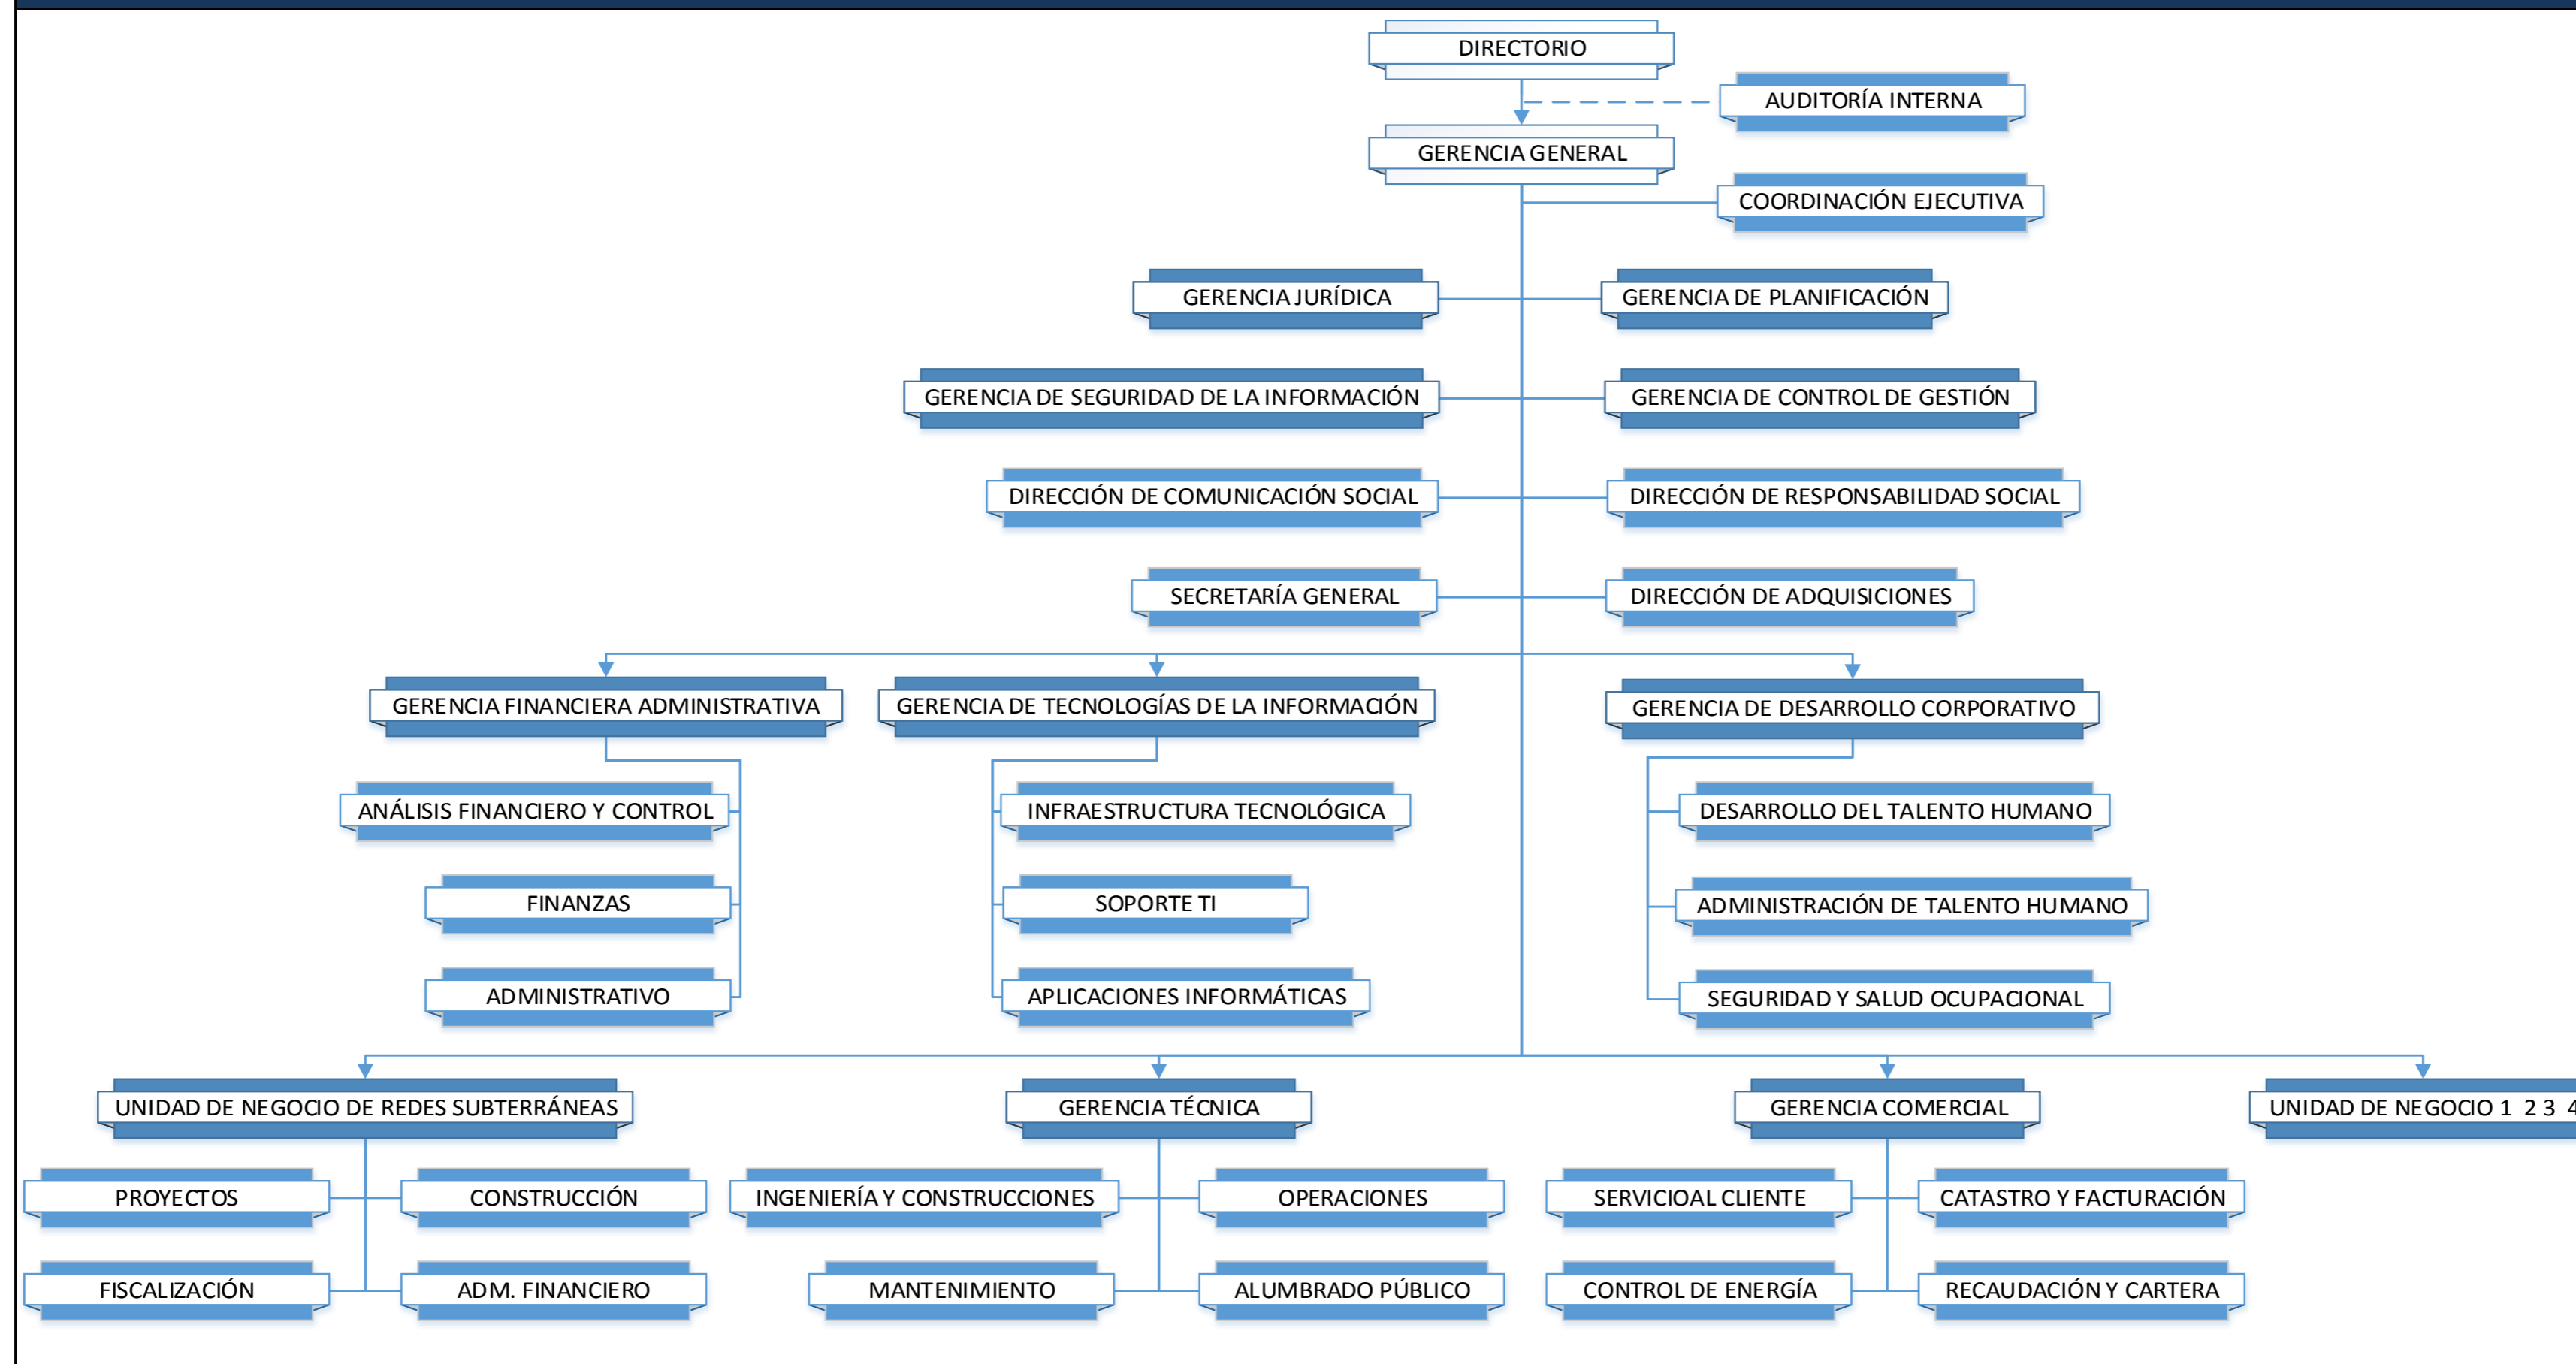 DIRECTORIO
AUDITORÍA INTERNA
GERENCIA GENERAL
COORDINACIÓN EJECUTIVA
GERENCIA JURÍDICA
GERENCIA DE PLANIFICACIÓN
GERENCIA DE SEGURIDAD DE LA INFORMACIÓN
GERENCIA DE CONTROL DE GESTIÓN
DIRECCIÓN DE COMUNICACIÓN SOCIAL
DIRECCIÓN DE RESPONSABILIDAD SOCIAL
SECRETARÍA GENERAL
DIRECCIÓN DE ADQUISICIONES
GERENCIA FINANCIERA ADMINISTRATIVA
GERENCIA DE TECNOLOGÍAS DE LA INFORMACIÓN
GERENCIA DE DESARROLLO CORPORATIVO
ANÁLISIS FINANCIERO Y CONTROL
INFRAESTRUCTURA TECNOLÓGICA
DESARROLLO DEL TALENTO HUMANO
FINANZAS
SOPORTE TI
ADMINISTRACIÓN DE TALENTO HUMANO
ADMINISTRATIVO
APLICACIONES INFORMÁTICAS
SEGURIDAD Y SALUD OCUPACIONAL
UNIDAD DE NEGOCIO DE REDES SUBTERRÁNEAS
GERENCIA TÉCNICA
GERENCIA COMERCIAL
UNIDAD DE NEGOCIO 1 2 3 4
PROYECTOS
CONSTRUCCIÓN
INGENIERÍA Y CONSTRUCCIONES
OPERACIONES
SERVICIOAL CLIENTE
CATASTRO Y FACTURACIÓN
FISCALIZACIÓN
ADM. FINANCIERO
MANTENIMIENTO
ALUMBRADO PÚBLICO
CONTROL DE ENERGÍA
RECAUDACIÓN Y CARTERA